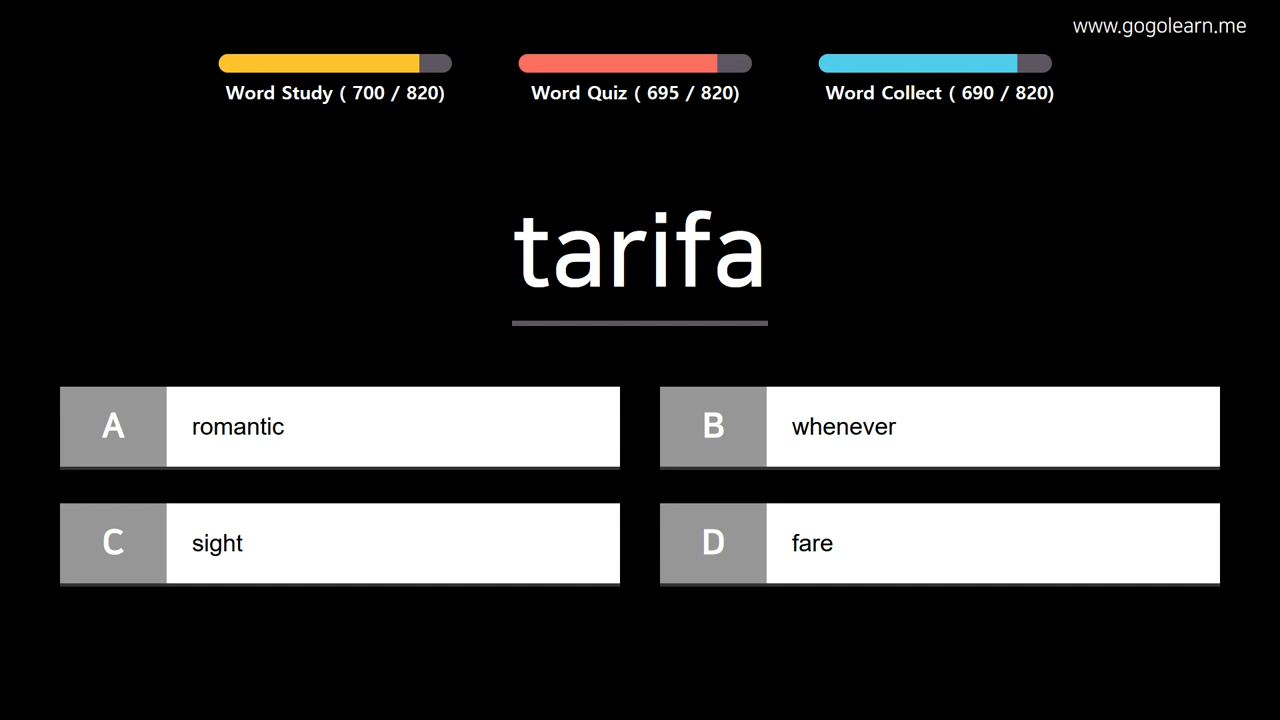 www.gogolearn.me
Word Study ( 700 / 820)
Word Quiz ( 695 / 820)
Word Collect ( 690 / 820)
tarifa
A romantic
B whenever
C sight
D fare